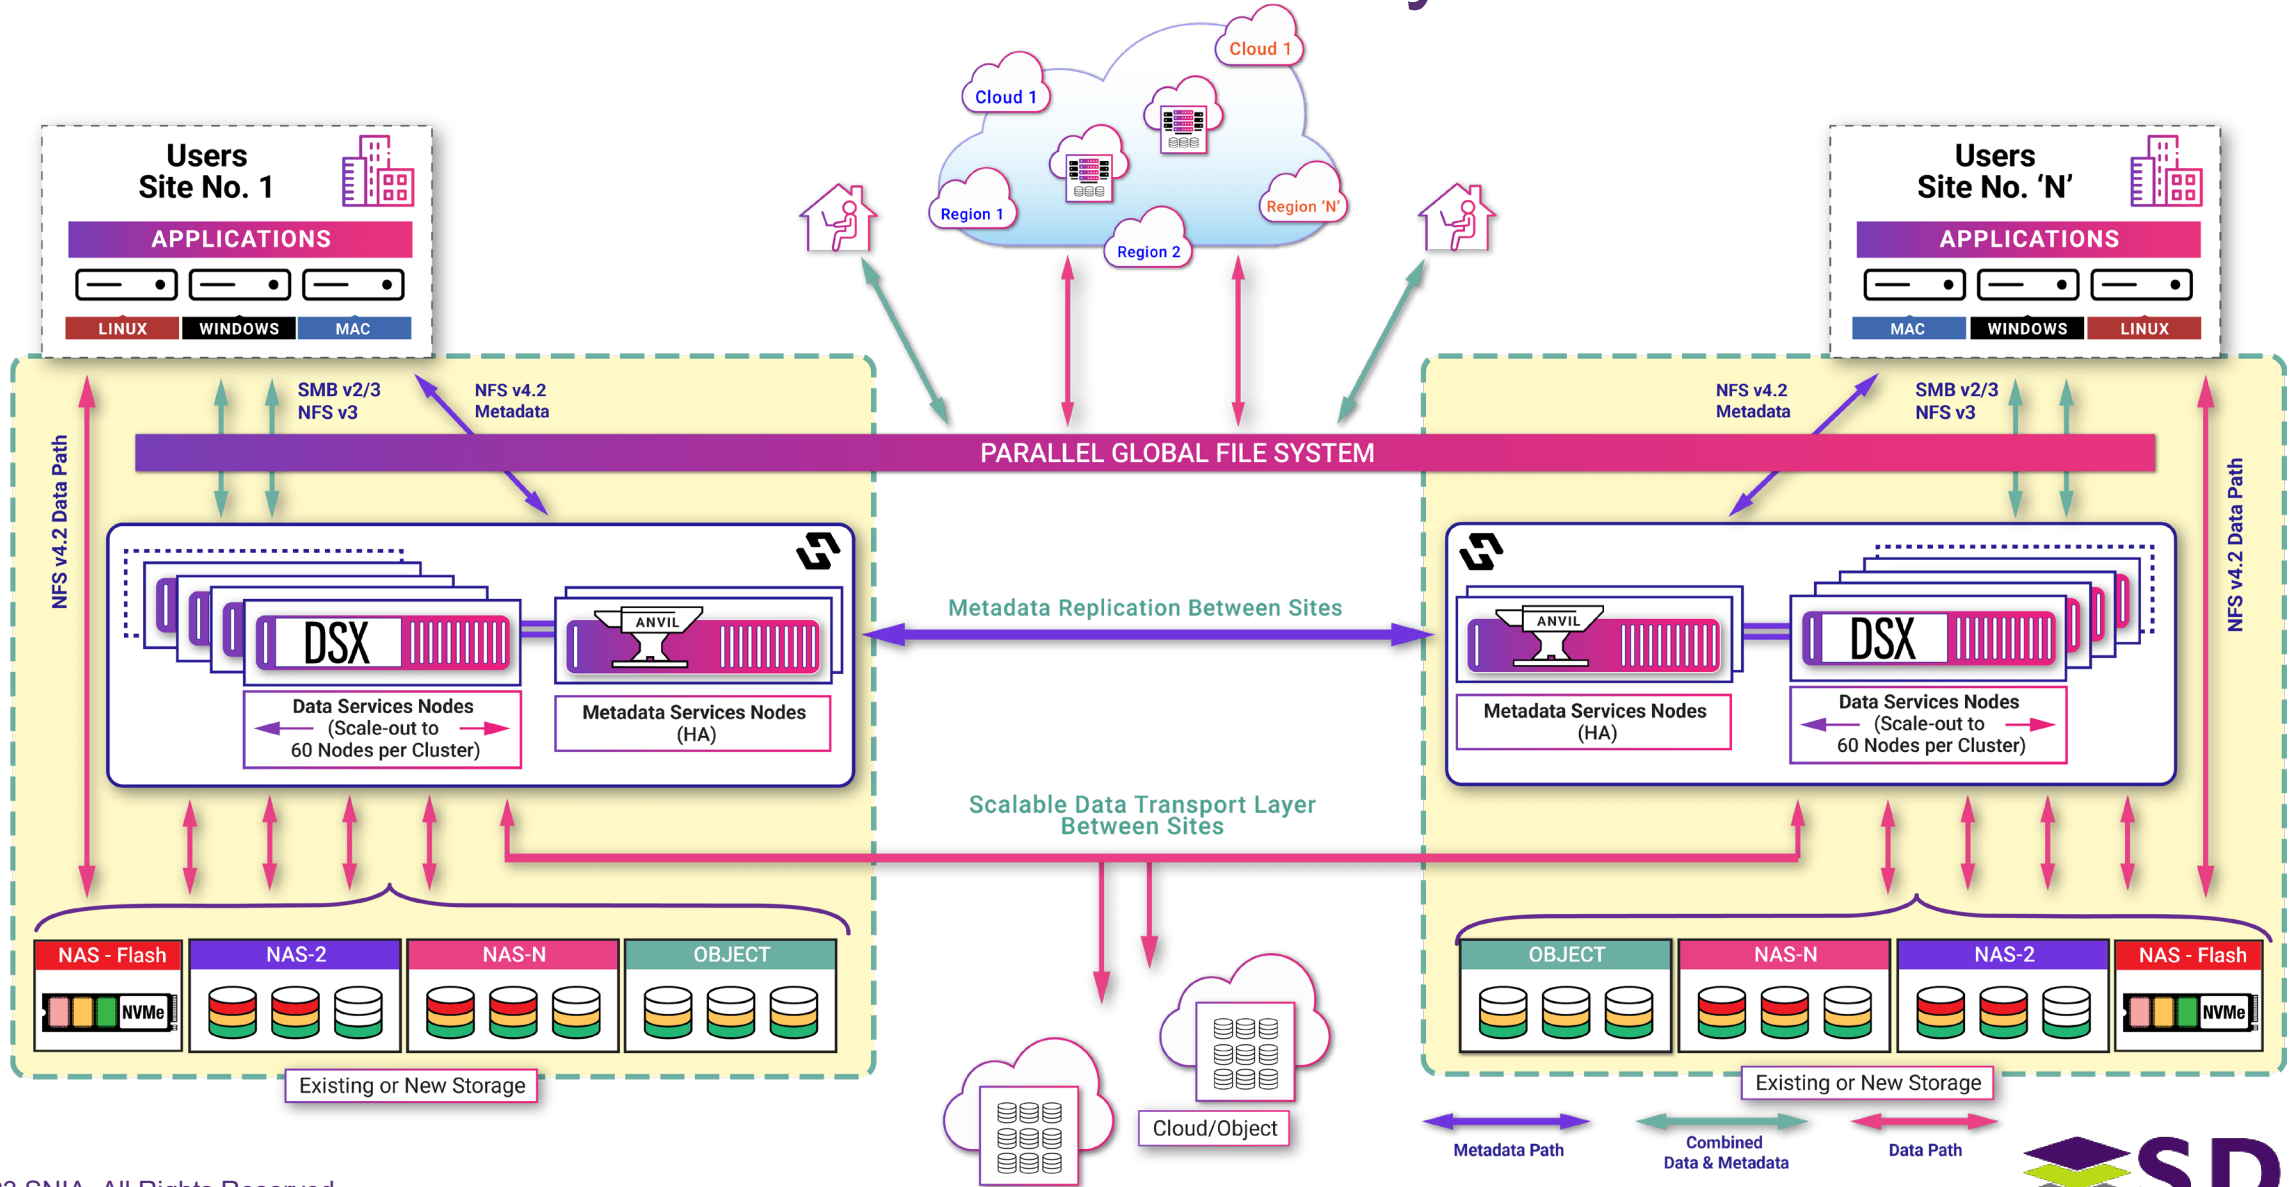 Cloud 1
Cloud 1
Region 1
Region 'N'
Region 2
Users
Site No. 1
APPLICATIONS
LINUX
WINDOWS
MAC
Users
Site No. ‘N’
APPLICATIONS
MAC
WINDOWS
LINUX
SMB v2/3
NFS v3
NFS v4.2
Metadata
NFS v4.2
Metadata
SMB v2/3
NFS v3
PARALLEL GLOBAL FILE SYSTEM
NFS v4.2 Data Path
NFS v4.2 Data Path
DSX
ANVIL
Data Services Nodes
(Scale-out to
60 Nodes per Cluster)
Metadata Services Nodes
(HA)
Metadata Replication Between Sites
ANVIL
DSX
Metadata Services Nodes
(HA)
Data Services Nodes
(Scale-out to
60 Nodes per Cluster)
Scalable Data Transport Layer
Between Sites
NAS - Flash
NAS-2
NAS-N
OBJECT
NVMe
Existing or New Storage
OBJECT
NAS-N
NAS-2
NAS - Flash
NVMe
Existing or New Storage
Cloud/Object
Metadata Path
Combined
Data & Metadata
Data Path
SNIA. All Rights Reserved
SD